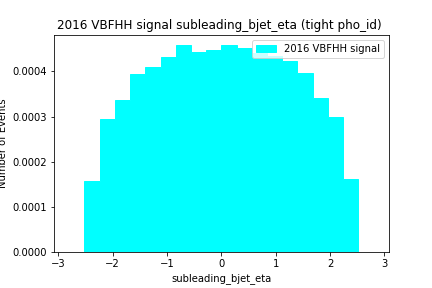 2016 VBFHH signal subleading_bjet_eta (tight pho_id)
2016 VBFHH signal
Number of Events
0.0004
0.0003
0.0002
0.0001
0.0000
−3 −2 −1 0 1 2 3
subleading_bjet_eta